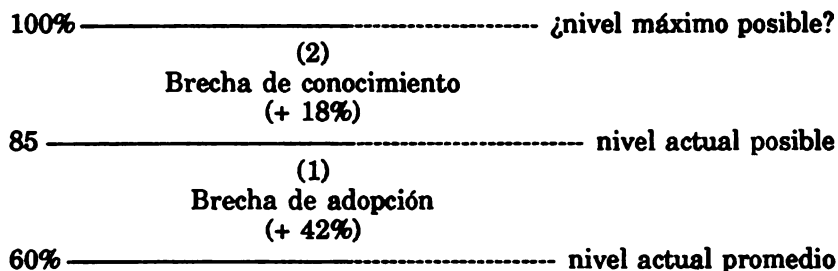 100% ¿nivel máximo posible?
(2)
Brecha de conocimiento
(+ 18%)
85 nivel actual posible
(1)
Brecha de adopción
(+ 42%)
60% nivel actual promedio